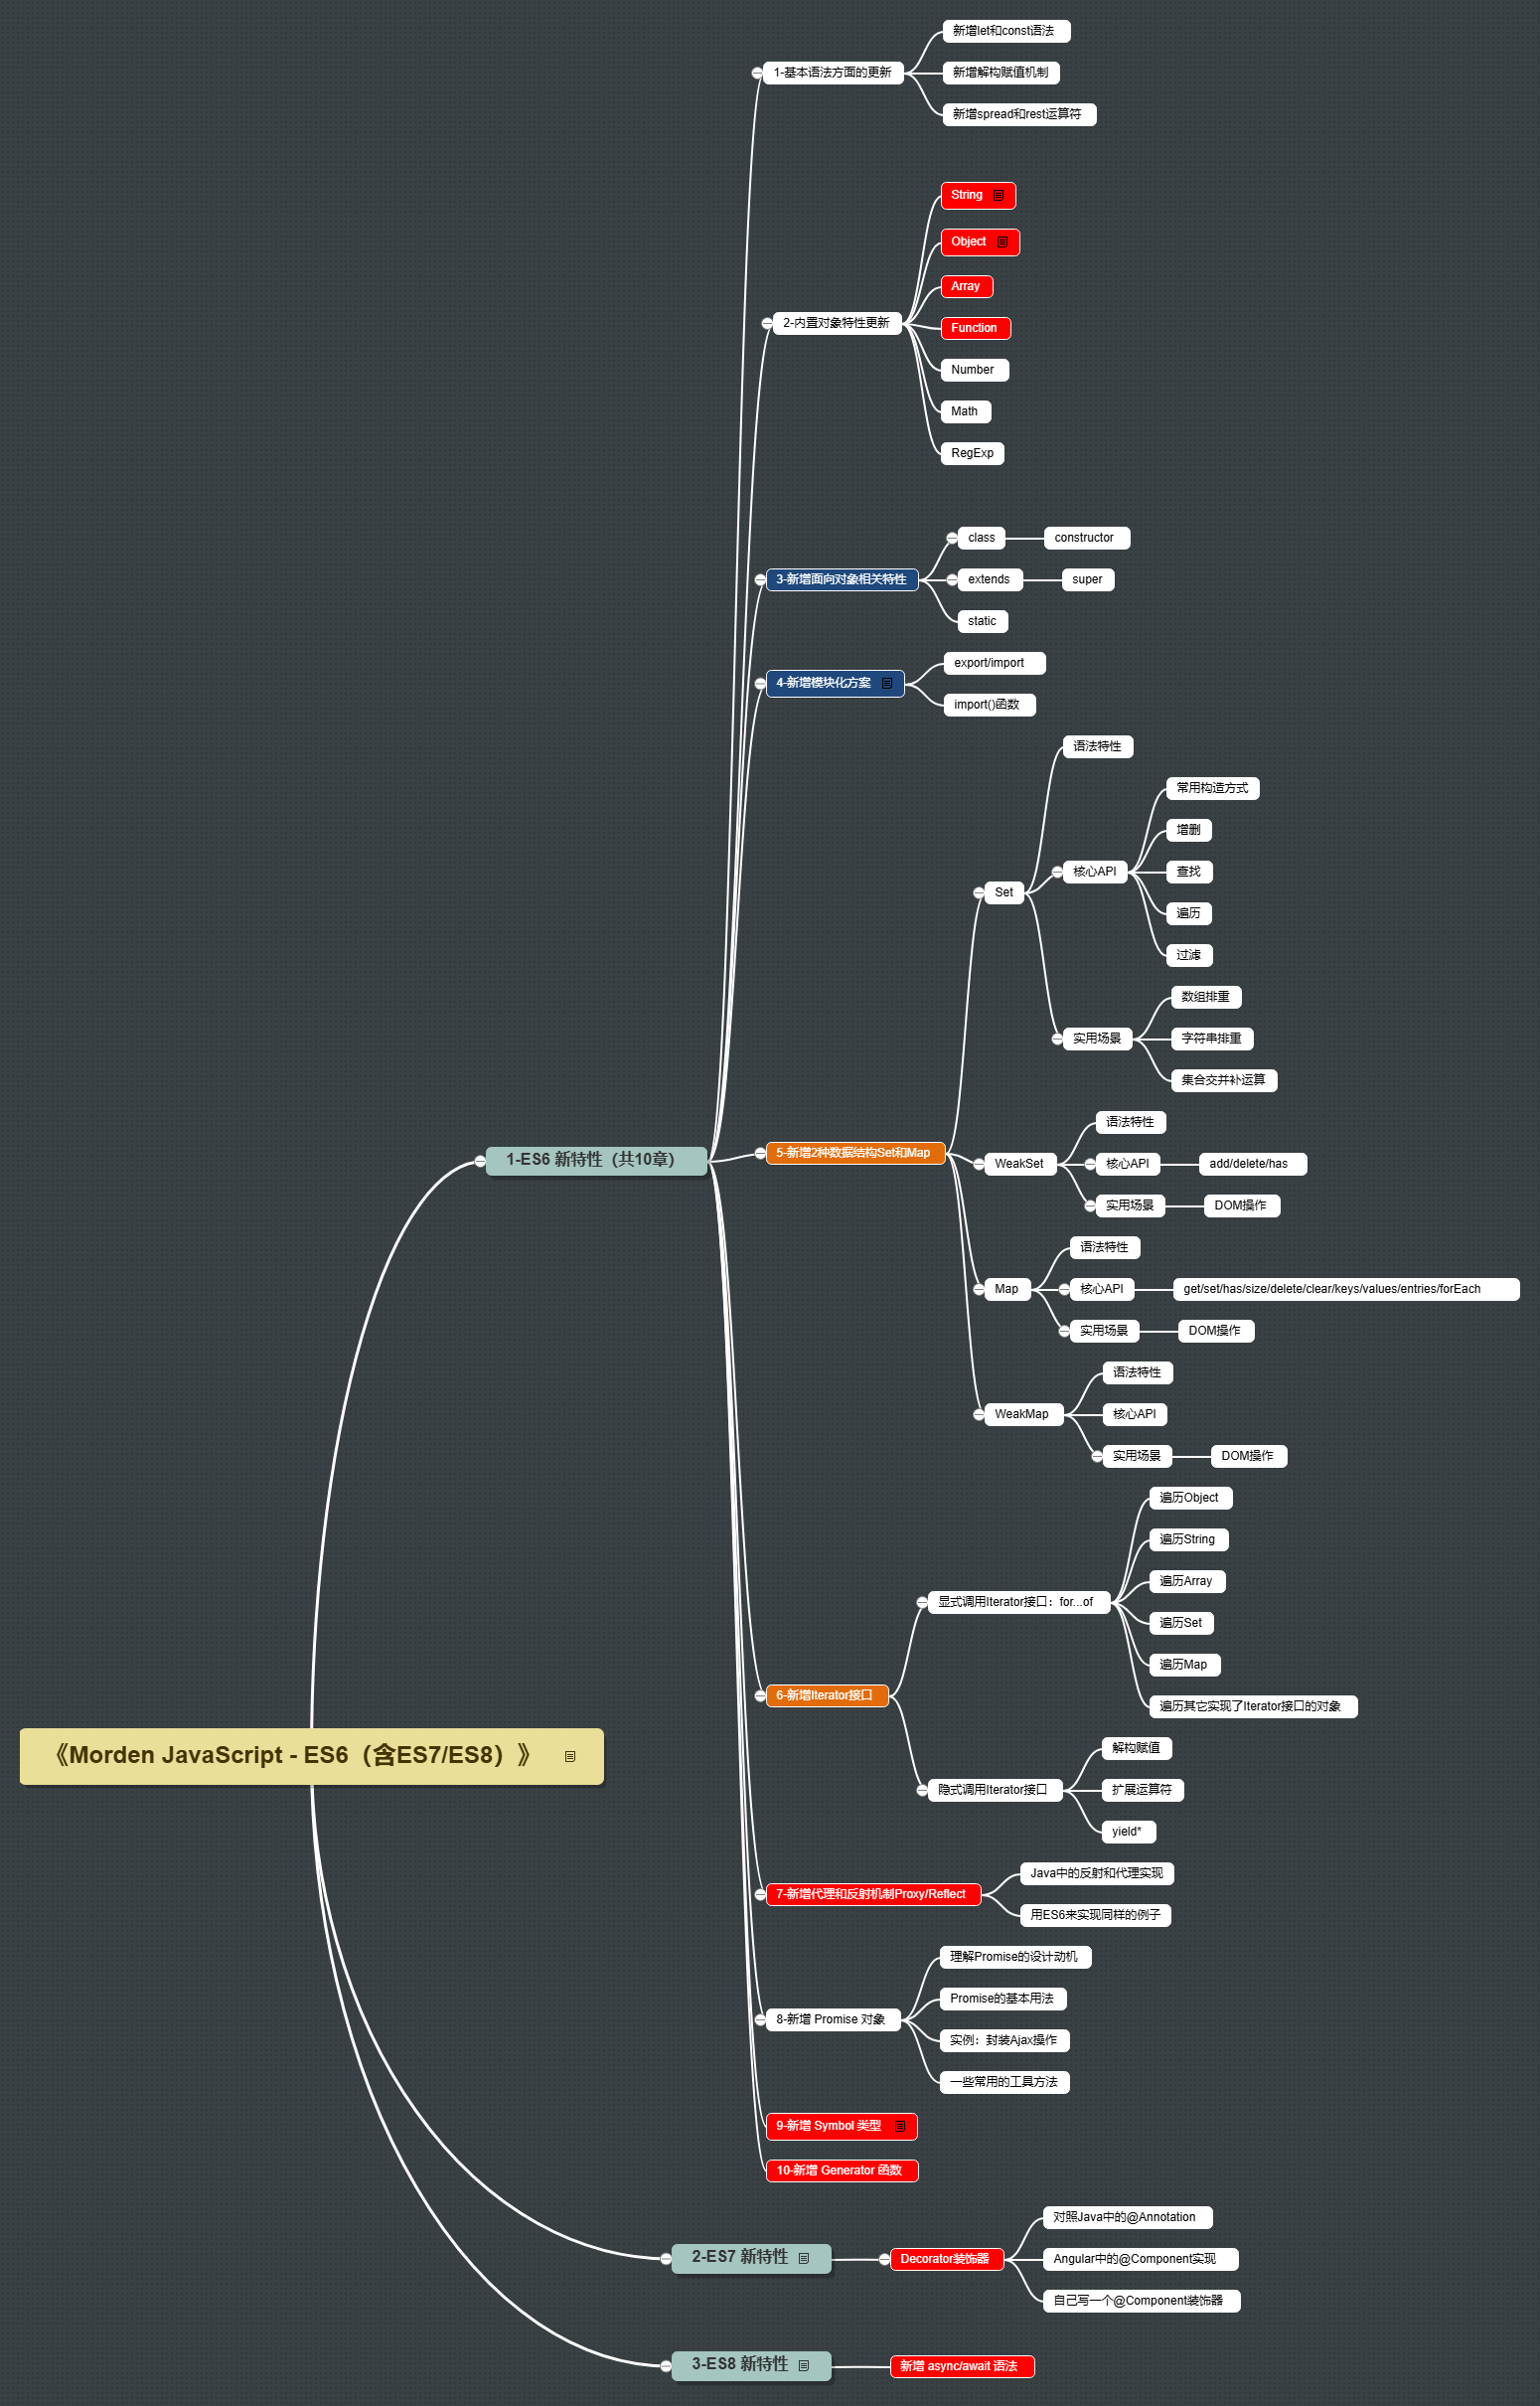 《Morden JavaScript - ES6（含ES7/ES8）》
1-ES6 新特性（共10章）
1-基本语法方面的更新
新增let和const语法
新增解构赋值机制
新增spread和rest运算符
2-内置对象特性更新
String
Object
Array
Function
Number
Math
RegExp
3-新增面向对象相关特性
class
constructor
extends
super
static
4-新增模块化方案
export/import
import()函数
5-新增2种数据结构Set和Map
Set
语法特性
核心API
常用构造方式
增删
查找
遍历
过滤
实用场景
数组排重
字符串排重
集合交并补运算
WeakSet
语法特性
核心API
add/delete/has
实用场景
DOM操作
Map
语法特性
核心API
get/set/has/size/delete/clear/keys/values/entries/forEach
实用场景
DOM操作
WeakMap
语法特性
核心API
实用场景
DOM操作
6-新增Iterator接口
显式调用Iterator接口：for...of
遍历Object
遍历String
遍历Array
遍历Set
遍历Map
遍历其它实现了Iterator接口的对象
隐式调用Iterator接口
解构赋值
扩展运算符
yield*
7-新增代理和反射机制Proxy/Reflect
Java中的反射和代理实现
用ES6来实现同样的例子
8-新增 Promise 对象
理解Promise的设计动机
Promise的基本用法
实例：封装Ajax操作
一些常用的工具方法
9-新增 Symbol 类型
10-新增 Generator 函数
2-ES7 新特性
Decorator装饰器
对照Java中的@Annotation
Angular中的@Component实现
自己写一个@Component装饰器
3-ES8 新特性
新增 async/await 语法